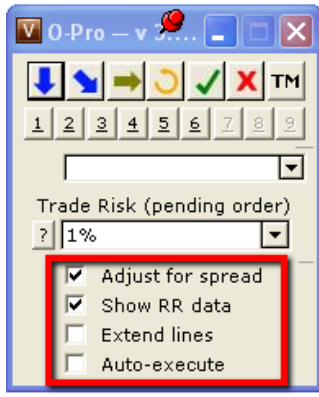 V O-Pro — v 3....
TM
1 2 3 4 5 6 7 8 9
Trade Risk (pending order)
? 1%
Adjust for spread
Show RR data
Extend lines
Auto-execute